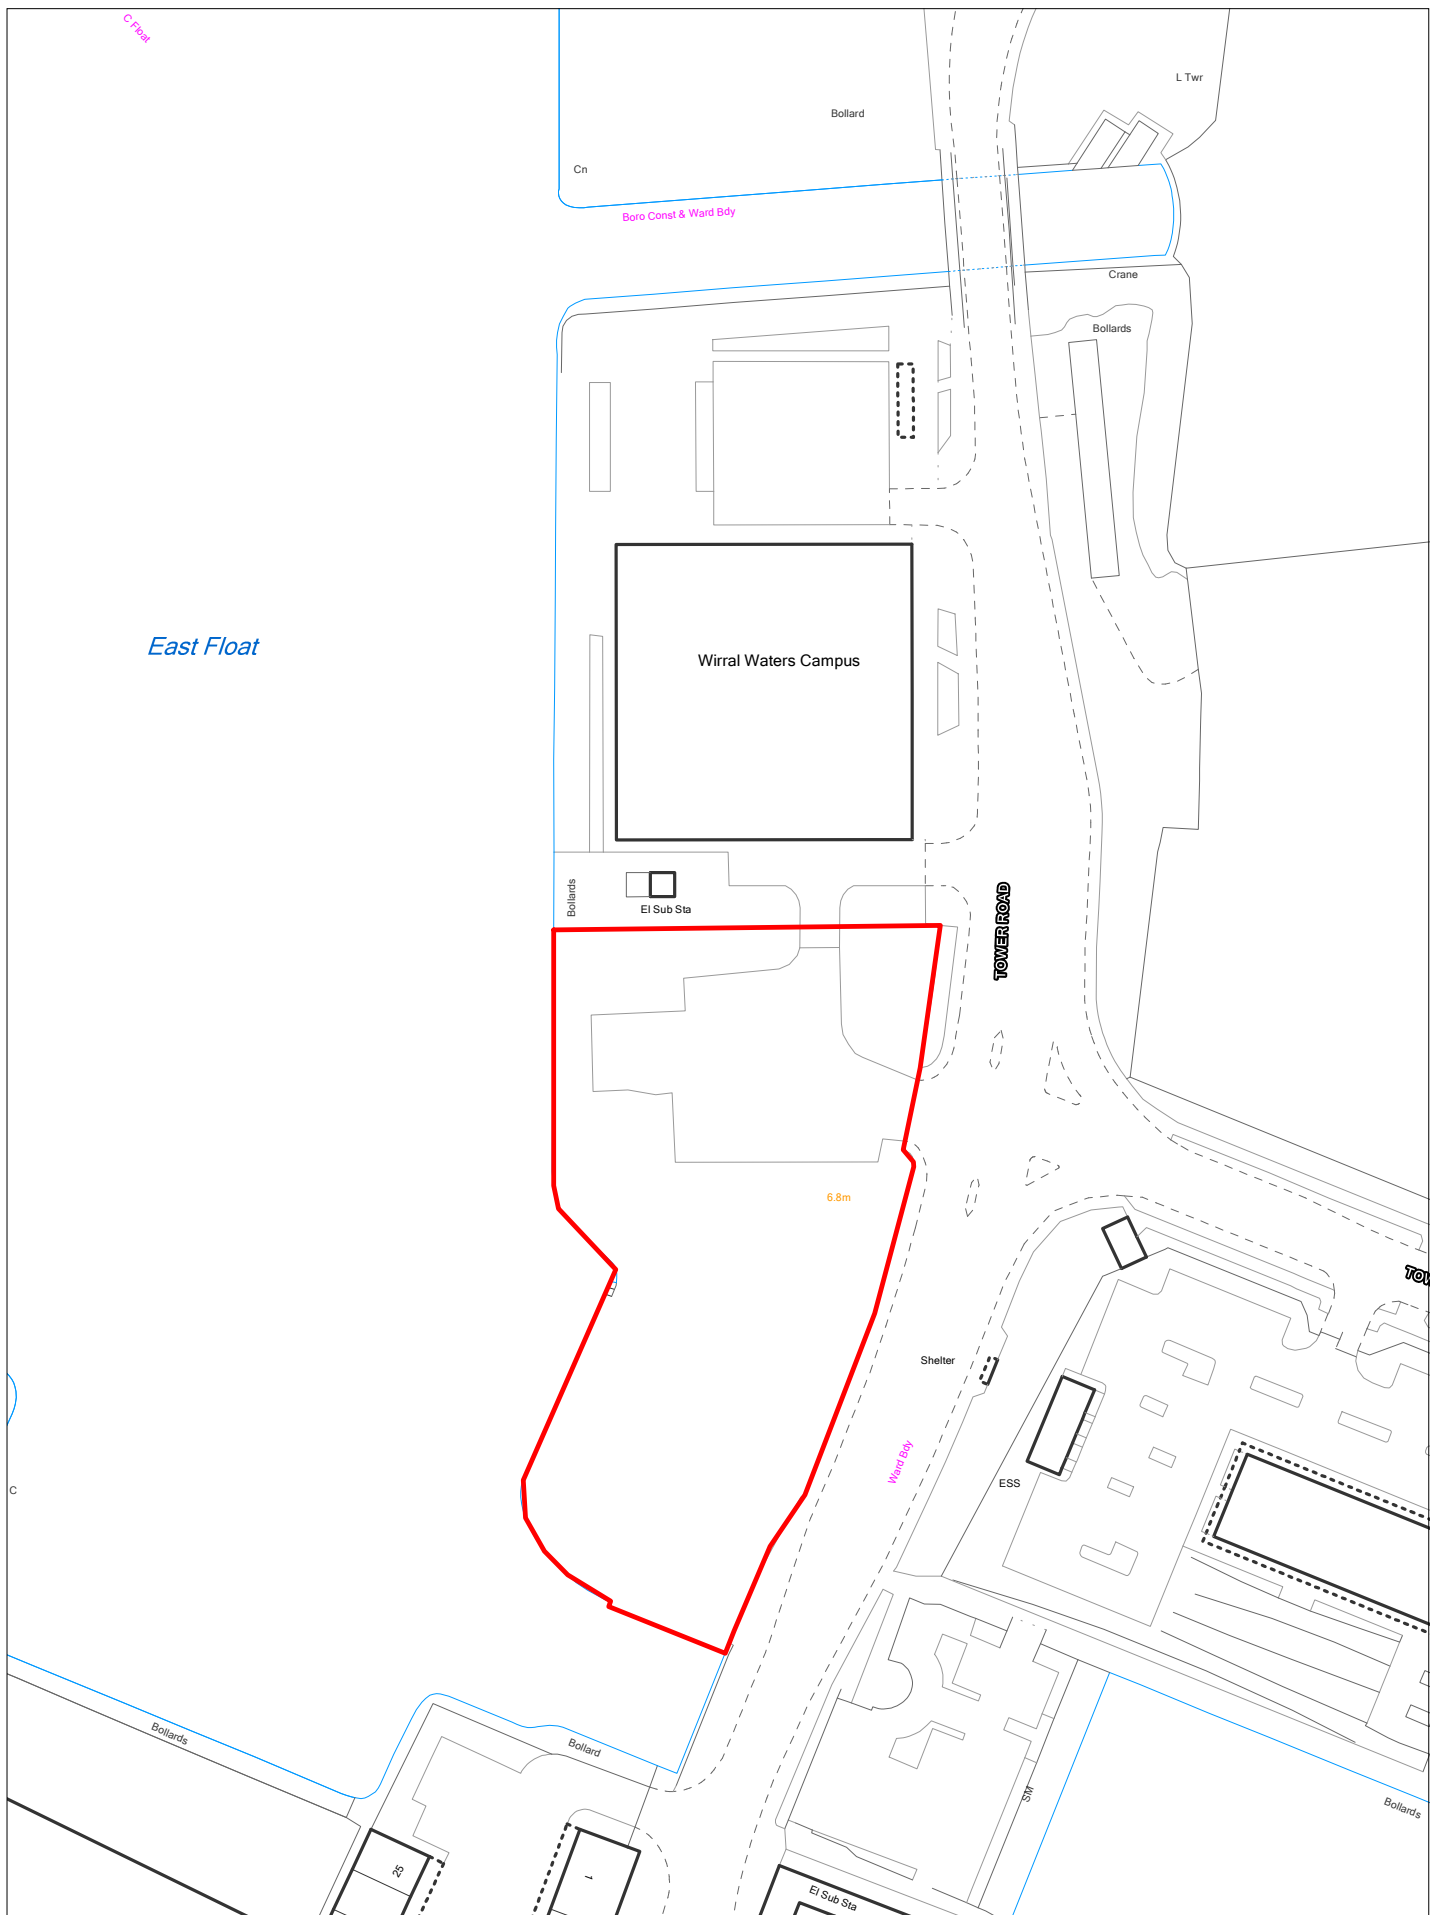 C Float
L Twr
Bollard
Cn
Boro Const & Ward Bdy
Crane
Bollards
East Float
Wirral Waters Campus
Bollards
El Sub Sta
TOWER ROAD
6.8m
TOW
Shelter
Ward Bdy
ESS
C
Bollards
Bollard
SM
Bollards
25
1
El Sub Sta